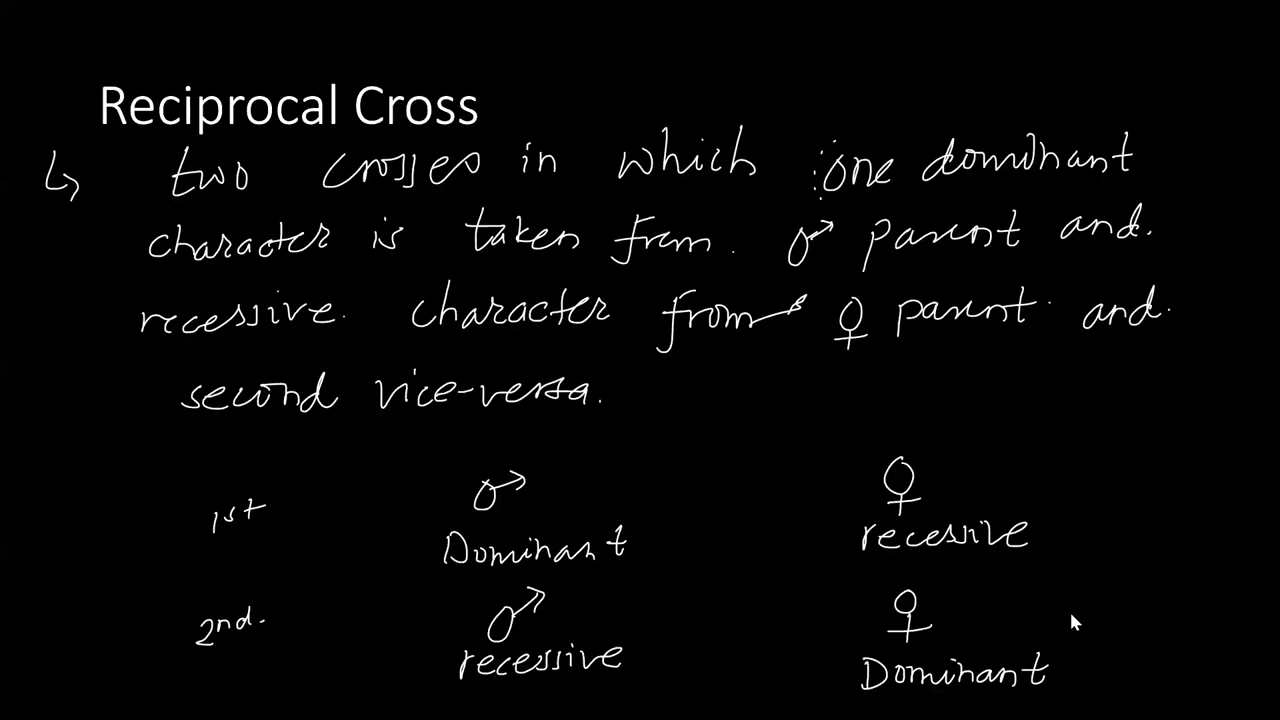 Reciprocal Cross
↳ two crosses in which one dominant
character is taken from ♂ parent and
recessive character from ♀ parent and
second vice-versa.
1st ♂ ♀
Dominant recessive
2nd. ♂ ♀
recessive Dominant